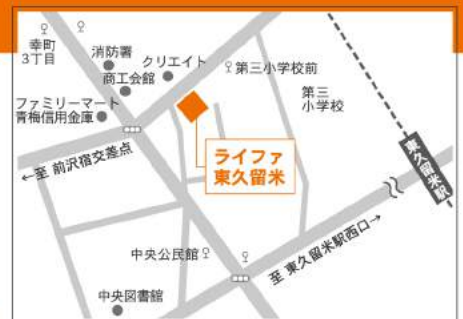 幸町
3丁目
消防署
クリエイト
商工会館
第三小学校前
ファミリーマート
青梅信用金庫
第三
小学校
←至 前沢宿交差点
ライファ
東久留米
東久留米駅
中央公民館
至 東久留米駅西口→
中央図書館